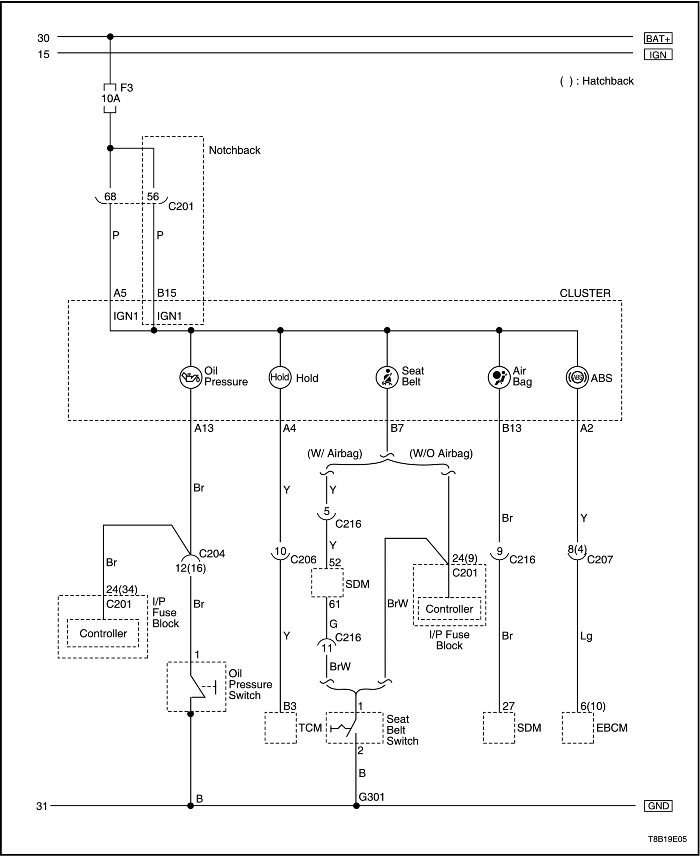 30
BAT+
15
IGN
( ) : Hatchback
F3
10A
Notchback
68
56
C201
P
P
A5
B15
CLUSTER
IGN1
IGN1
Oil
Pressure
Hold
Hold
Seat
Belt
Air
Bag
ABS
ABS
A13
A4
B7
B13
A2
(W/ Airbag)
(W/O Airbag)
Br
Y
Y
5
C216
Br
Y
C204
12(16)
10
C206
Y
52
SDM
24(9)
C201
9
C216
8(4)
C207
Br
24(34)
C201
I/P
Fuse
Block
Controller
Br
61
G
C216
11
BrW
BrW
Controller
I/P Fuse
Block
Y
Br
Lg
1
Oil
Pressure
Switch
B3
TCM
1
Seat
Belt
Switch
2
27
SDM
6(10)
EBCM
B
B
G301
31
GND
T8B19E05